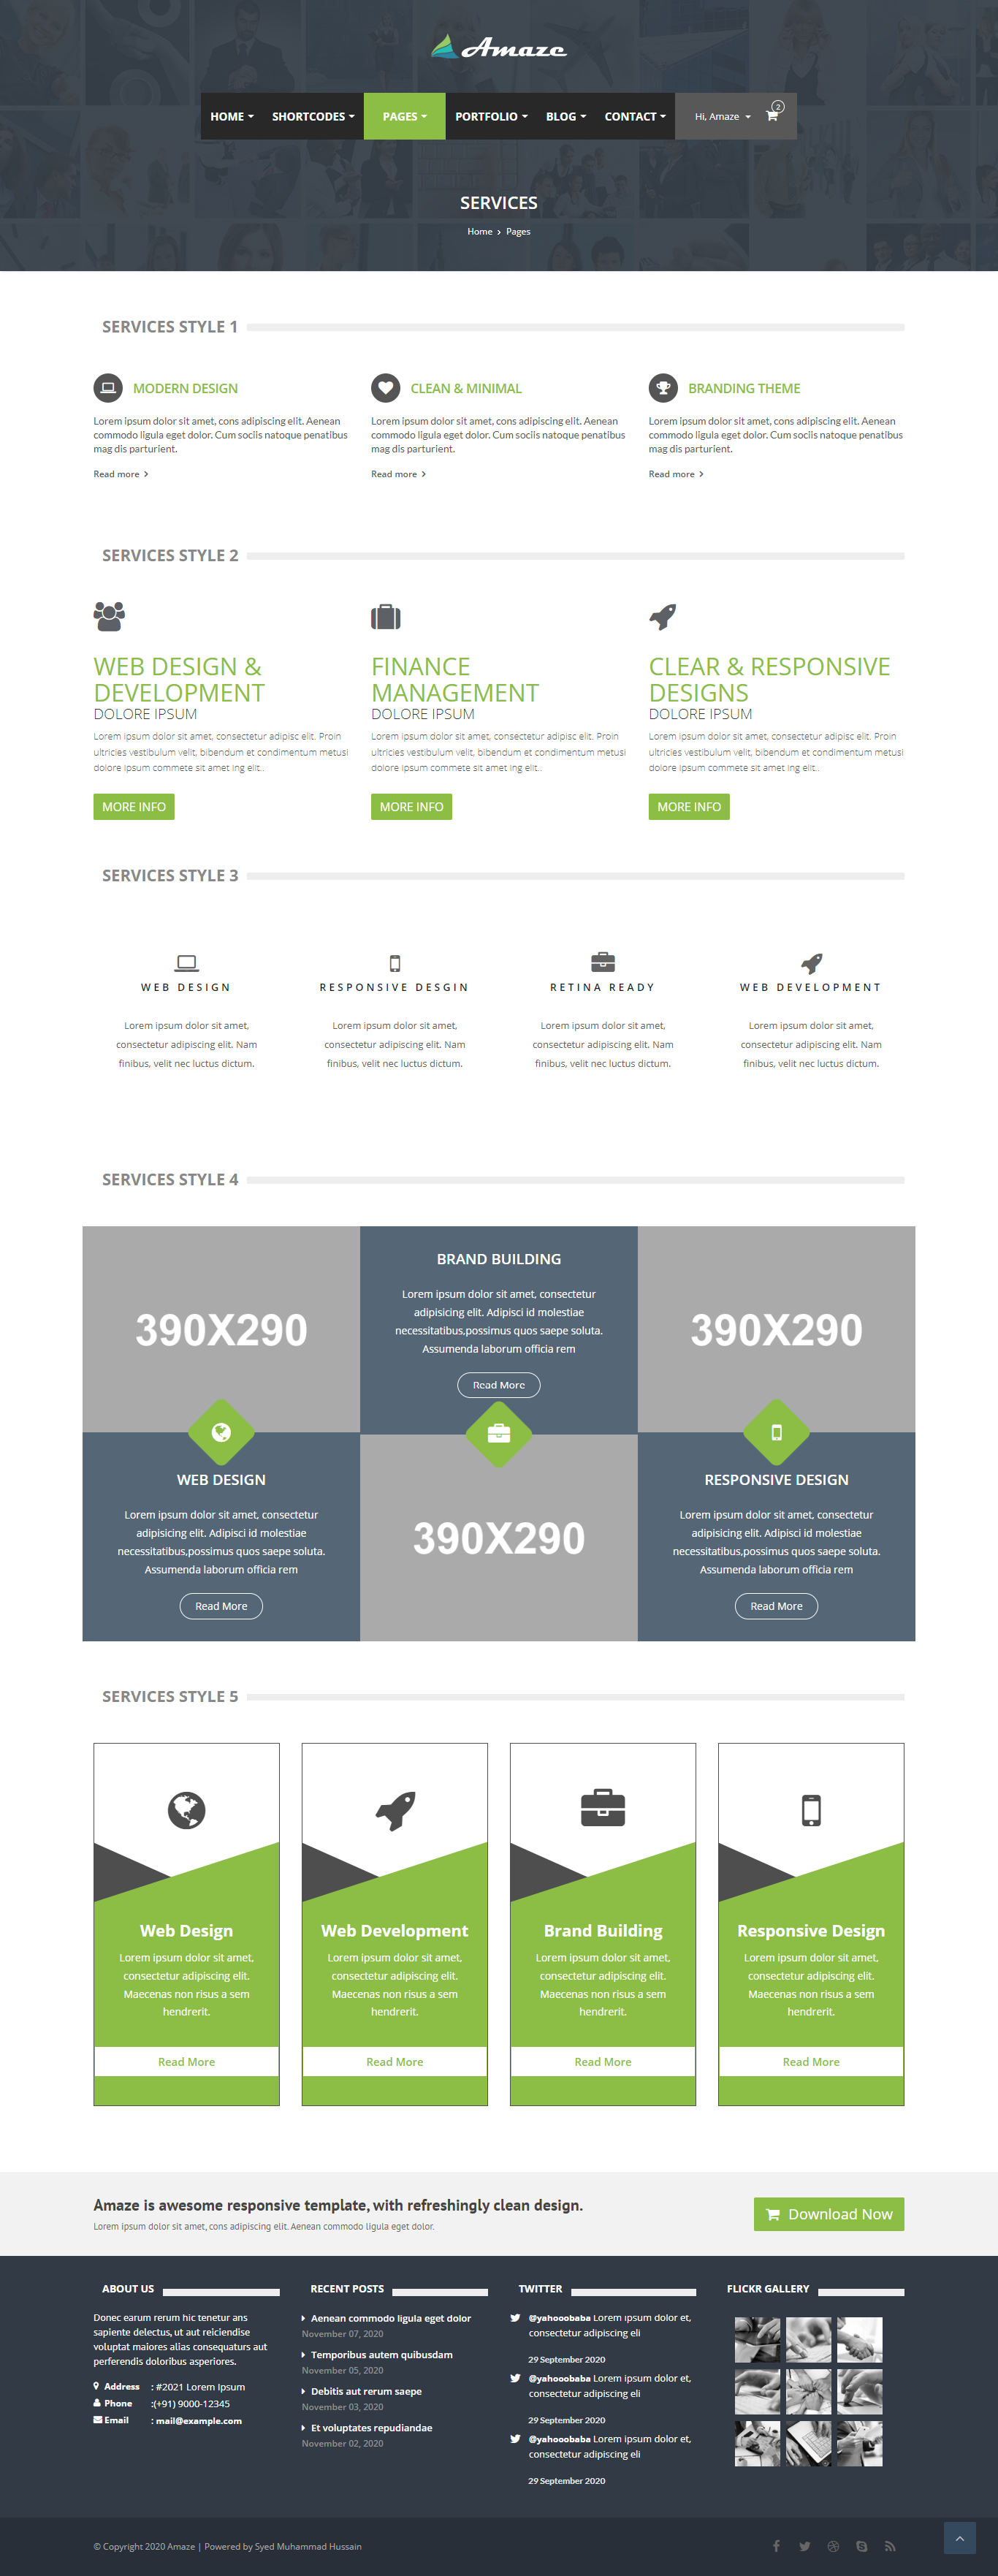 Amaze
HOME SHORTCODES PAGES PORTFOLIO BLOG CONTACT Hi, Amaze 2
SERVICES
Home > Pages
SERVICES STYLE 1
MODERN DESIGN
Lorem ipsum dolor sit amet, cons adipiscing elit. Aenean
commodo ligula eget dolor. Cum sociis natoque penatibus
mag dis parturient.
Read more >
CLEAN & MINIMAL
Lorem ipsum dolor sit amet, cons adipiscing elit. Aenean
commodo ligula eget dolor. Cum sociis natoque penatibus
mag dis parturient.
Read more >
BRANDING THEME
Lorem ipsum dolor sit amet, cons adipiscing elit. Aenean
commodo ligula eget dolor. Cum sociis natoque penatibus
mag dis parturient.
Read more >
SERVICES STYLE 2
WEB DESIGN &
DEVELOPMENT
DOLORE IPSUM
Lorem ipsum dolor sit amet, consectetur adipisc elit. Proin
ultricies vestibulum velit, bibendum et condimentum metusi
dolore ipsum commete sit amet ing elit..
MORE INFO
FINANCE
MANAGEMENT
DOLORE IPSUM
Lorem ipsum dolor sit amet, consectetur adipisc elit. Proin
ultricies vestibulum velit, bibendum et condimentum metusi
dolore ipsum commete sit amet ing elit..
MORE INFO
CLEAR & RESPONSIVE
DESIGNS
DOLORE IPSUM
Lorem ipsum dolor sit amet, consectetur adipisc elit. Proin
ultricies vestibulum velit, bibendum et condimentum metusi
dolore ipsum commete sit amet ing elit..
MORE INFO
SERVICES STYLE 3
WEB DESIGN
Lorem ipsum dolor sit amet,
consectetur adipiscing elit. Nam
finibus, velit nec luctus dictum.
RESPONSIVE DESGIN
Lorem ipsum dolor sit amet,
consectetur adipiscing elit. Nam
finibus, velit nec luctus dictum.
RETINA READY
Lorem ipsum dolor sit amet,
consectetur adipiscing elit. Nam
finibus, velit nec luctus dictum.
WEB DEVELOPMENT
Lorem ipsum dolor sit amet,
consectetur adipiscing elit. Nam
finibus, velit nec luctus dictum.
SERVICES STYLE 4
390X290
WEB DESIGN
Lorem ipsum dolor sit amet, consectetur
adipisicing elit. Adipisci id molestiae
necessitatibus,possimus quos saepe soluta.
Assumenda laborum officia rem
Read More
BRAND BUILDING
Lorem ipsum dolor sit amet, consectetur
adipisicing elit. Adipisci id molestiae
necessitatibus,possimus quos saepe soluta.
Assumenda laborum officia rem
Read More
390X290
390X290
RESPONSIVE DESIGN
Lorem ipsum dolor sit amet, consectetur
adipisicing elit. Adipisci id molestiae
necessitatibus,possimus quos saepe soluta.
Assumenda laborum officia rem
Read More
SERVICES STYLE 5
Web Design
Lorem ipsum dolor sit amet,
consectetur adipiscing elit.
Maecenas non risus a sem
hendrerit.
Read More
Web Development
Lorem ipsum dolor sit amet,
consectetur adipiscing elit.
Maecenas non risus a sem
hendrerit.
Read More
Brand Building
Lorem ipsum dolor sit amet,
consectetur adipiscing elit.
Maecenas non risus a sem
hendrerit.
Read More
Responsive Design
Lorem ipsum dolor sit amet,
consectetur adipiscing elit.
Maecenas non risus a sem
hendrerit.
Read More
Amaze is awesome responsive template, with refreshingly clean design.
Lorem ipsum dolor sit amet, cons adipiscing elit. Aenean commodo ligula eget dolor.
Download Now
ABOUT US
Donec earum rerum hic tenetur ans
sapiente delectus, ut aut reiciendise
voluptat maiores alias consequaturs aut
perferendis doloribus asperiores.
Address : #2021 Lorem Ipsum
Phone :(+91) 9000-12345
Email : mail@example.com
RECENT POSTS
Aenean commodo ligula eget dolor
November 07, 2020
Temporibus autem quibusdam
November 05, 2020
Debitis aut rerum saepe
November 03, 2020
Et voluptates repudiandae
November 02, 2020
TWITTER
@yahooobaba Lorem ipsum dolor et,
consectetur adipiscing eli
29 September 2020
@yahooobaba Lorem ipsum dolor et,
consectetur adipiscing eli
29 September 2020
@yahooobaba Lorem ipsum dolor et,
consectetur adipiscing eli
29 September 2020
FLICKR GALLERY
© Copyright 2020 Amaze | Powered by Syed Muhammad Hussain